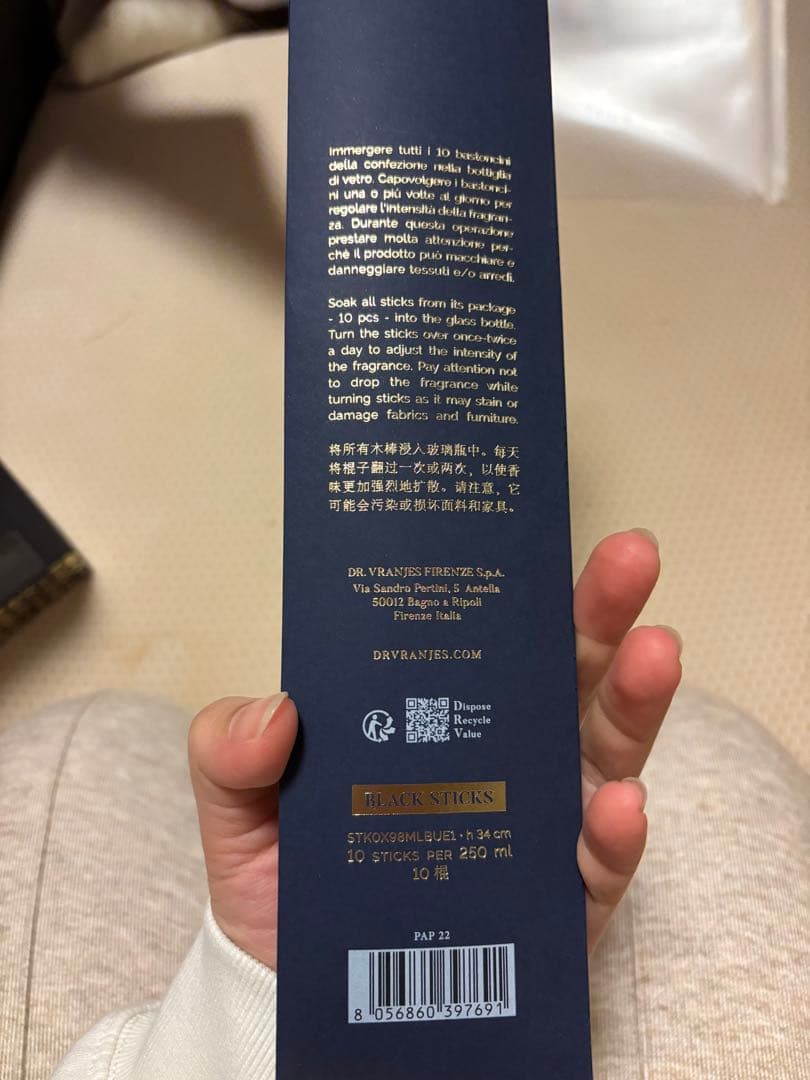 Immergere tutti i 10 bastoncini
della confezione nella bottiglia
di vetro. Capovolgere i bastonci-
ni una o più volte al giorno per
regolare l'intensità della fragran-
za. Durante questa operazione
prestare molta attenzione per-
chè il prodotto può macchiare e
danneggiare tessuti e/o arredi.
Soak all sticks from its package
- 10 pcs - into the glass bottle.
Turn the sticks over once-twice
a day to adjust the intensity of
the fragrance. Pay attention not
to drop the fragrance while
turning sticks as it may stain or
damage fabrics and furniture.
将所有木棒浸入玻璃瓶中。每天
将棍子翻过一次或两次，以使香
味更加强烈地扩散。请注意，它
可能会污染或损坏面料和家具。
DR. VRANJES FIRENZE S.p.A.
Via Sandro Pertini, 5 Antella
50012 Bagno a Ripoli
Firenze Italia
DRVRANJES.COM
Dispose
Recycle
Value
BLACK STICKS
STK0X98MLBUE1 • h 34 cm
10 STICKS PER 250 ml
10 棍
PAP 22
8 056860 397691